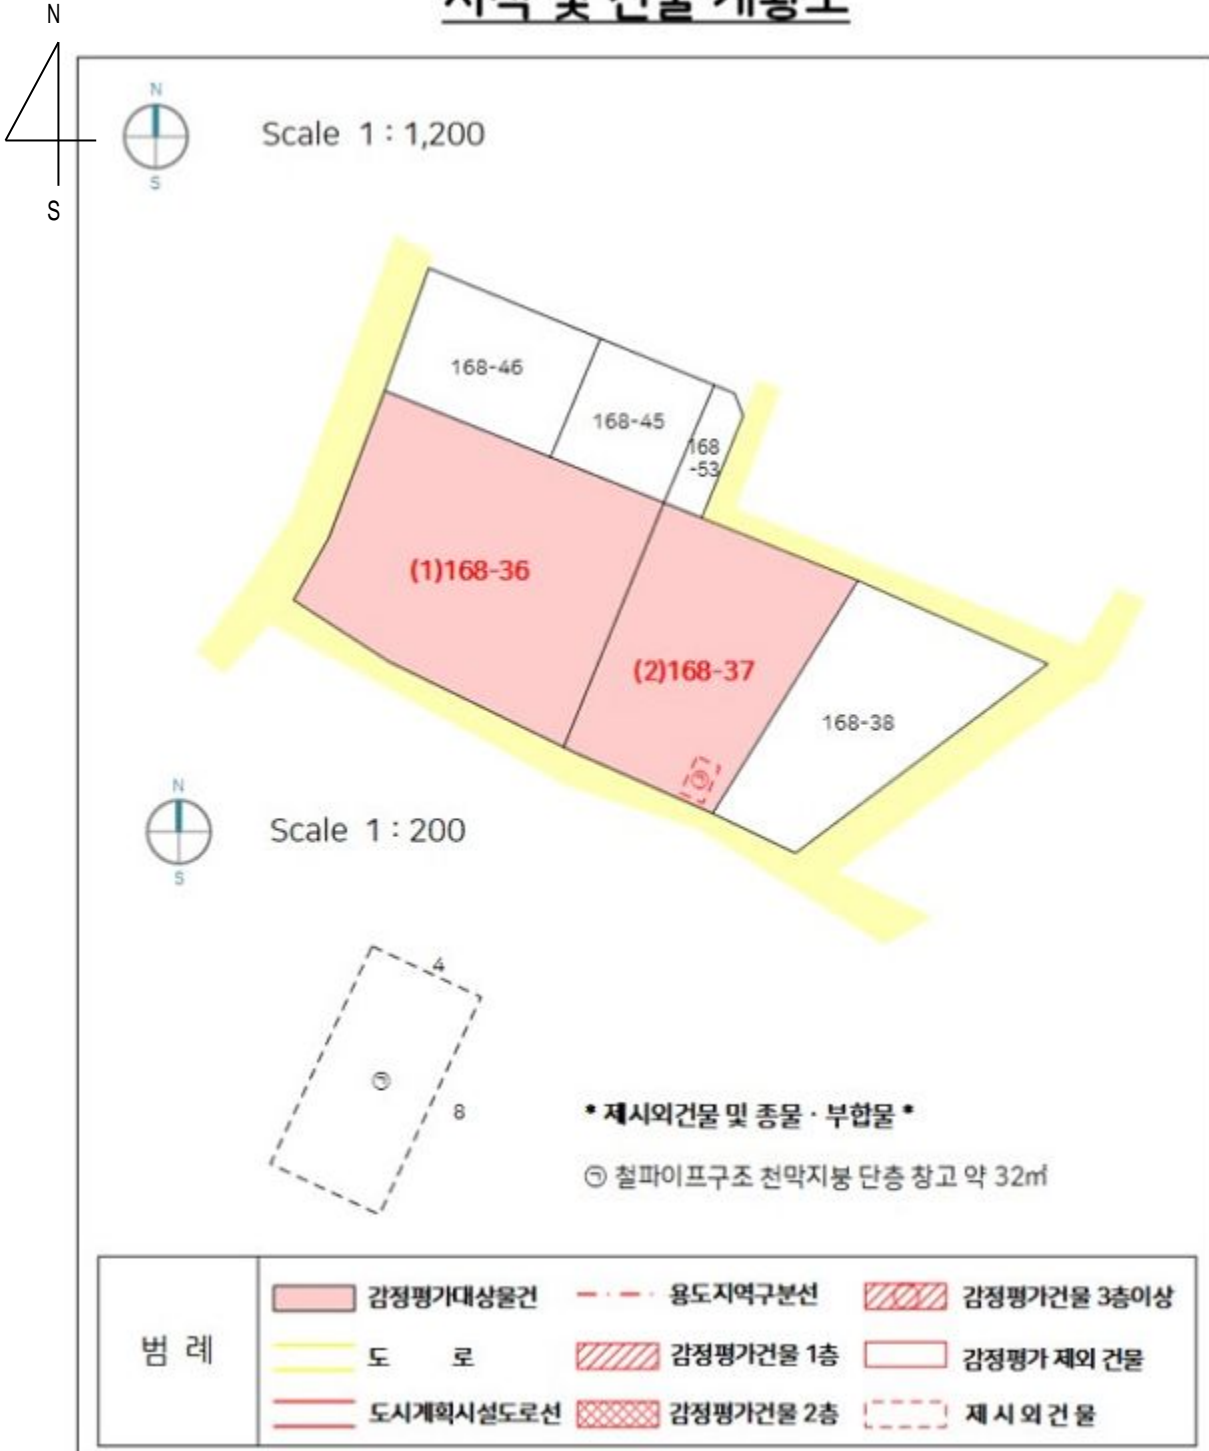 N
S
N
Scale 1 : 1,200
S
168-46
168-45
168
-53
(1)168-36
(2)168-37
168-38
㉠
N
Scale 1 : 200
S
4
㉠
8
* 제시외건물 및 종물 · 부합물 *
㉠ 철파이프구조 천막지붕 단층 창고 약 32㎡
범 례
감정평가대상물건
용도지역구분선
감정평가건물 3층이상
도 로
감정평가건물 1층
감정평가 제외 건물
도시계획시설도로선
감정평가건물 2층
제 시 외 건 물